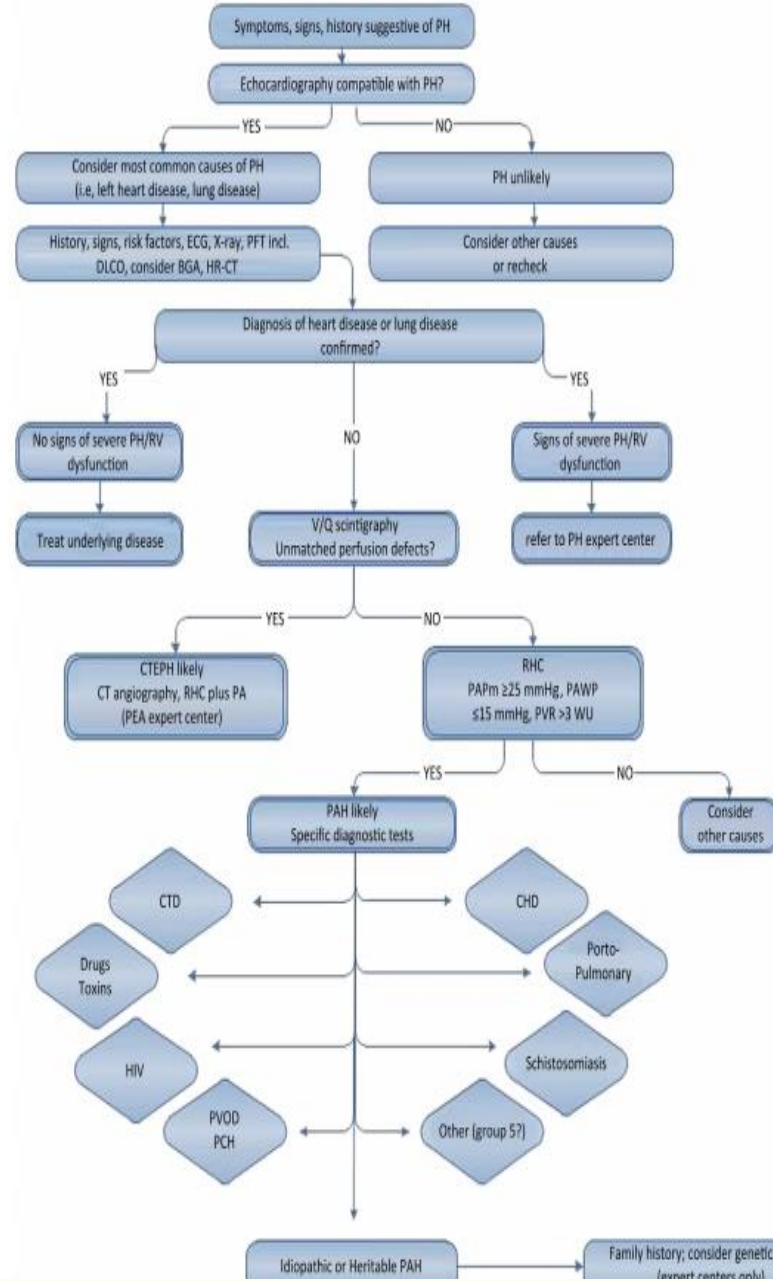 Symptoms, signs, history suggestive of PH
Echocardiography compatible with PH?
YES
NO
Consider most common causes of PH
(i.e, left heart disease, lung disease)
PH unlikely
History, signs, risk factors, ECG, X-ray, PFT incl.
DLCO, consider BGA, HR-CT
Consider other causes
or recheck
Diagnosis of heart disease or lung disease
confirmed?
YES
YES
NO
No signs of severe PH/RV
dysfunction
Signs of severe PH/RV
dysfunction
Treat underlying disease
V/Q scintigraphy
Unmatched perfusion defects?
refer to PH expert center
YES
NO
CTEPH likely
CT angiography, RHC plus PA
(PEA expert center)
RHC
PAPm ≥25 mmHg, PAWP
≤15 mmHg, PVR >3 WU
YES
NO
PAH likely
Specific diagnostic tests
Consider
other causes
CTD
CHD
Drugs
Toxins
Porto-
Pulmonary
HIV
Schistosomiasis
PVOD
PCH
Other (group 5?)
Idiopathic or Heritable PAH
Family history; consider genetic
(expert centers only)